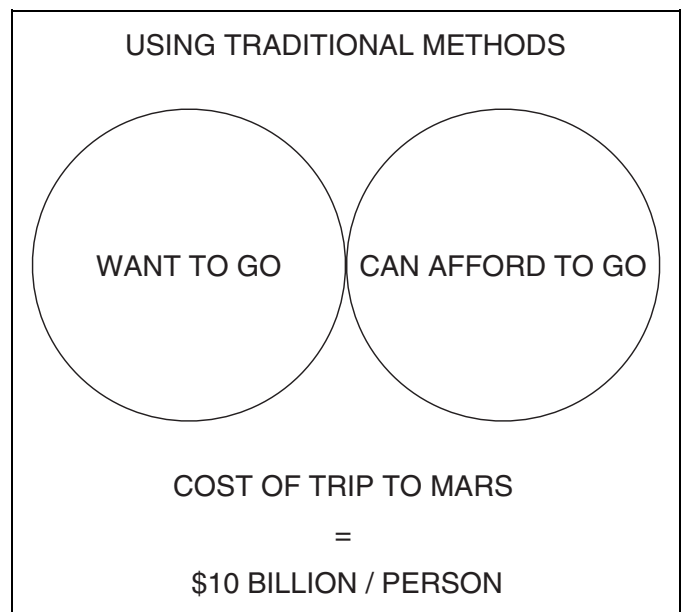 USING TRADITIONAL METHODS
WANT TO GO
CAN AFFORD TO GO
COST OF TRIP TO MARS
=
$10 BILLION / PERSON